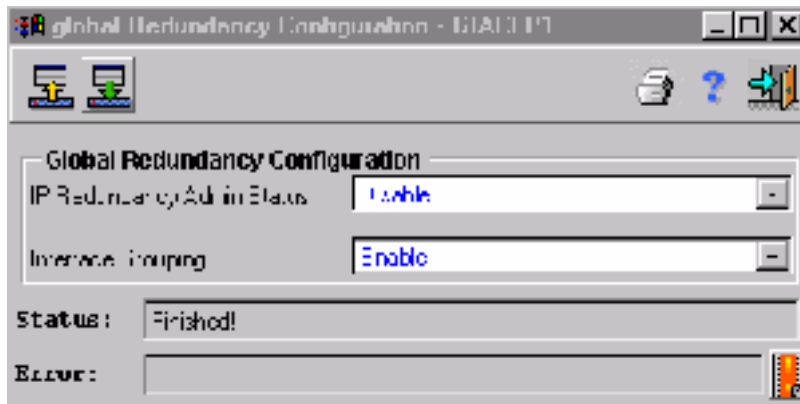 global Redundancy Configuration -
Global Redundancy Configuration
IP Redundancy Admin Status
Interface Grouping
Enable
Status:
Finished!
Error: